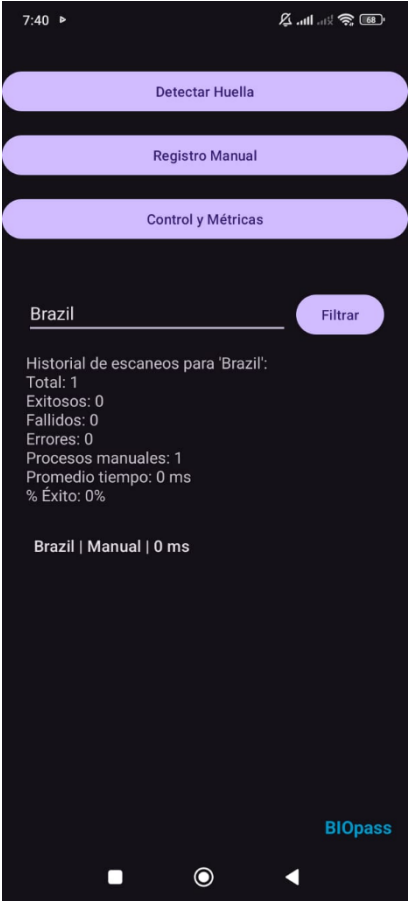 7:40
68
Detectar Huella
Registro Manual
Control y Métricas
Brazil
Filtrar
Historial de escaneos para 'Brazil':
Total: 1
Exitosos: 0
Fallidos: 0
Errores: 0
Procesos manuales: 1
Promedio tiempo: 0 ms
% Éxito: 0%
Brazil | Manual | 0 ms
BIOpass